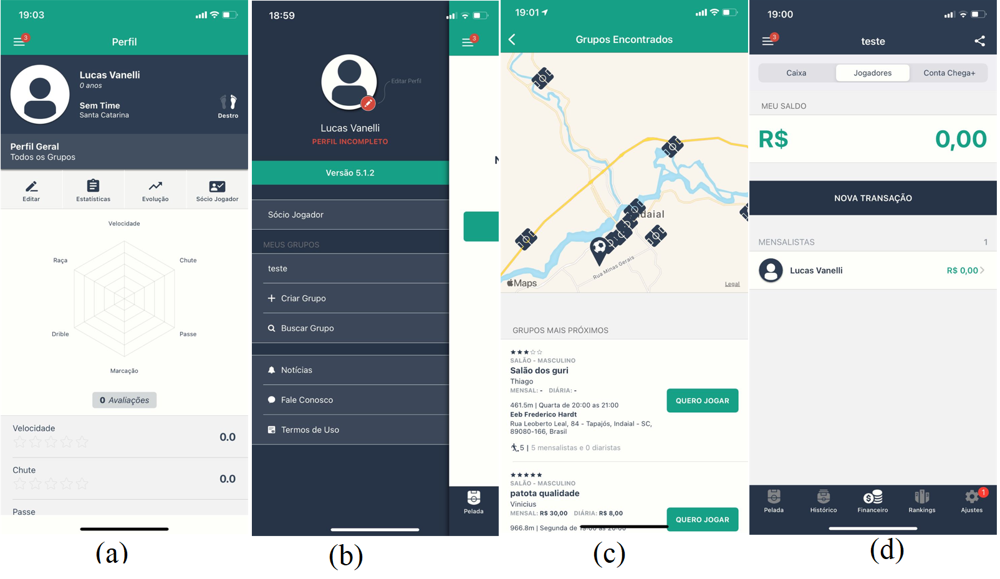 19:03
3
Perfil
Lucas Vanelli
0 anos
Sem Time
Santa Catarina
Destro
Perfil Geral
Todos os Grupos
Editar
Estatísticas
Evolução
Sócio Jogador
Velocidade
Raça
Chute
Drible
Passe
Marcação
0 Avaliações
Velocidade
0.0
Chute
0.0
Passe
(a)
18:59
3
Editar Perfil
Lucas Vanelli
PERFIL INCOMPLETO
Versão 5.1.2
N
Sócio Jogador
MEUS GRUPOS
teste
Criar Grupo
Buscar Grupo
Notícias
Fale Conosco
Termos de Uso
Pelada
(b)
19:01
Grupos Encontrados
daial
Rua Minas Gerais
Maps
Legal
GRUPOS MAIS PRÓXIMOS
SALÃO - MASCULINO
Salão dos guri
Thiago
MENSAL: - DIÁRIA: -
QUERO JOGAR
461.5m | Quarta de 20:00 as 21:00
Eeb Frederico Hardt
Rua Leoberto Leal, 84 - Tapajós, Indaial - SC,
89080-166, Brasil
5 | 5 mensalistas e 0 diaristas
SALÃO - MASCULINO
patota qualidade
Vinicius
MENSAL: R$ 30,00 DIÁRIA: R$ 8,00
QUERO JOGAR
966.8m | Segunda de 19:00 as 20:00
(c)
19:00
3
teste
Caixa
Jogadores
Conta Chega+
MEU SALDO
R$ 0,00
NOVA TRANSAÇÃO
MENSALISTAS 1
Lucas Vanelli
R$ 0,00
1
Pelada
Histórico
Financeiro
Rankings
Ajustes
(d)